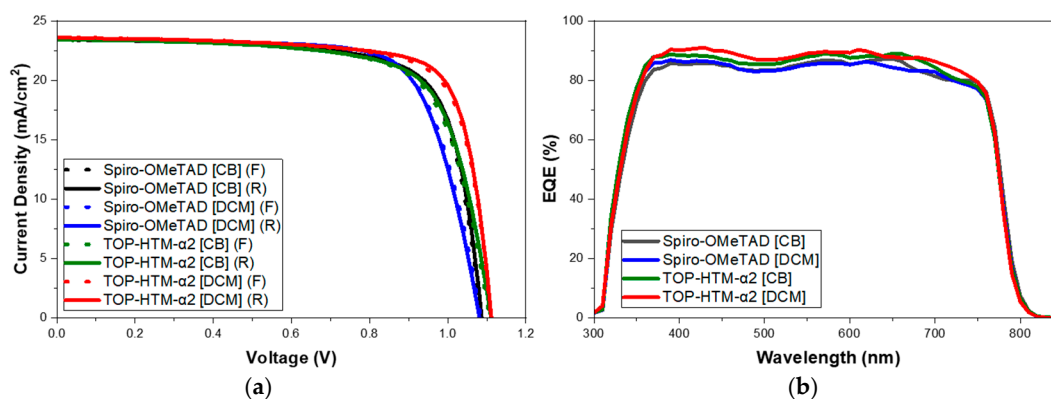 25
20
15
10
5
0
Current Density (mA/cm²)
Spiro-OMeTAD [CB] (F)
Spiro-OMeTAD [CB] (R)
Spiro-OMeTAD [DCM] (F)
Spiro-OMeTAD [DCM] (R)
TOP-HTM-α2 [CB] (F)
TOP-HTM-α2 [CB] (R)
TOP-HTM-α2 [DCM] (F)
TOP-HTM-α2 [DCM] (R)
0.0 0.2 0.4 0.6 0.8 1.0 1.2
Voltage (V)
(a)
100
80
60
40
20
0
EQE (%)
Spiro-OMeTAD [CB]
Spiro-OMeTAD [DCM]
TOP-HTM-α2 [CB]
TOP-HTM-α2 [DCM]
300 400 500 600 700 800
Wavelength (nm)
(b)